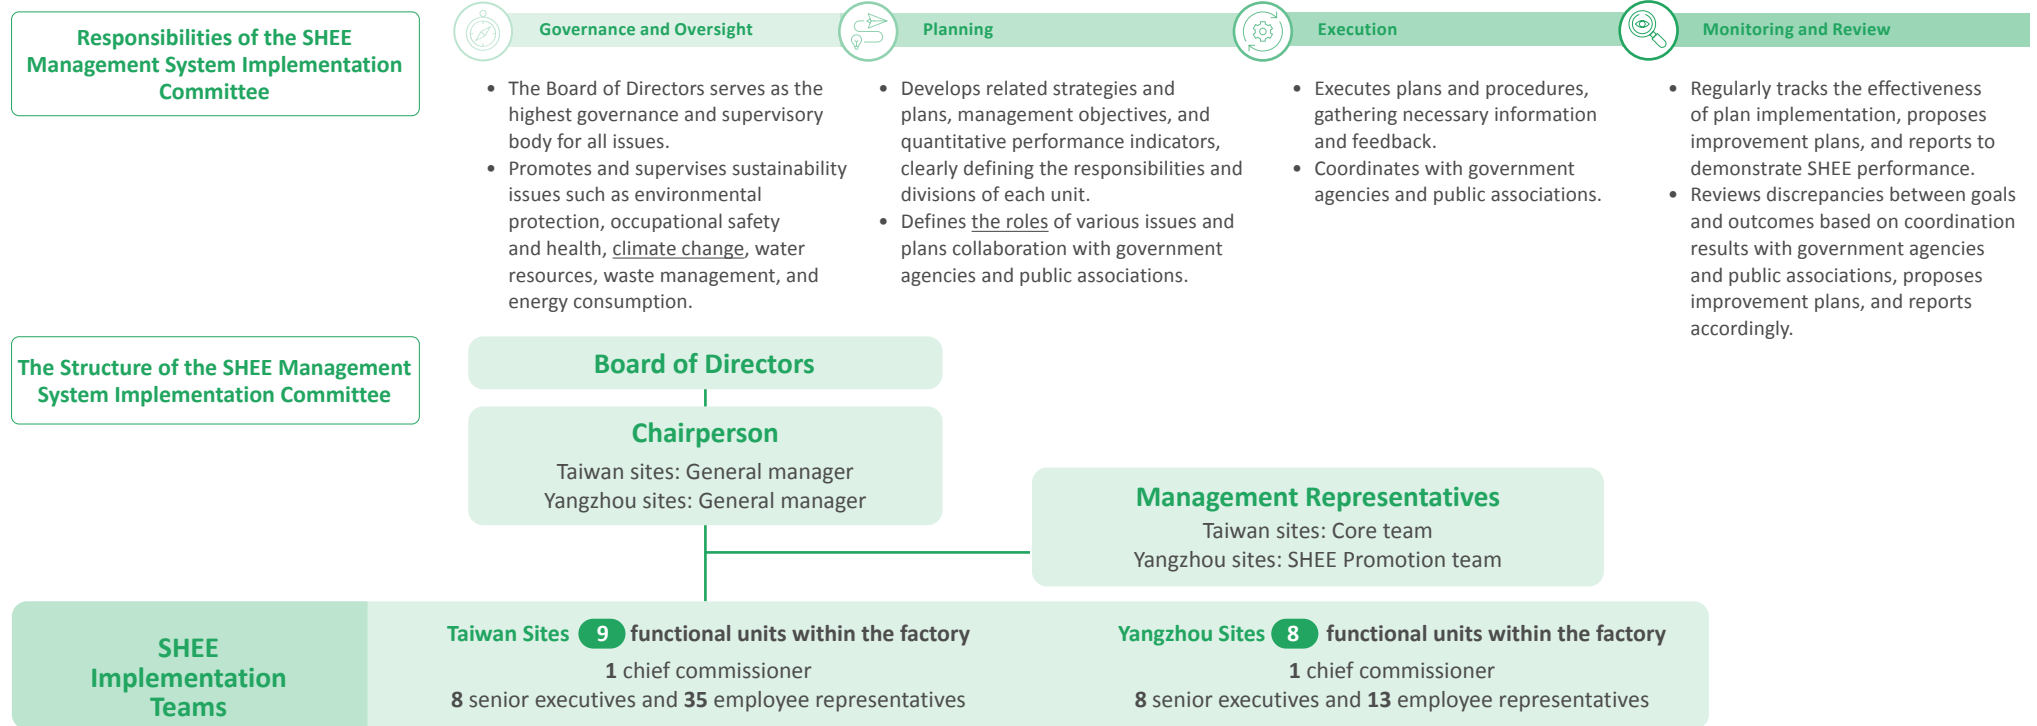 Responsibilities of the SHEE
Management System Implementation
Committee
Governance and Oversight
• The Board of Directors serves as the
highest governance and supervisory
body for all issues.
• Promotes and supervises sustainability
issues such as environmental
protection, occupational safety
and health, climate change, water
resources, waste management, and
energy consumption.
Planning
• Develops related strategies and
plans, management objectives, and
quantitative performance indicators,
clearly defining the responsibilities and
divisions of each unit.
• Defines the roles of various issues and
plans collaboration with government
agencies and public associations.
Execution
• Executes plans and procedures,
gathering necessary information
and feedback.
• Coordinates with government
agencies and public associations.
Monitoring and Review
• Regularly tracks the effectiveness
of plan implementation, proposes
improvement plans, and reports to
demonstrate SHEE performance.
• Reviews discrepancies between goals
and outcomes based on coordination
results with government agencies
and public associations, proposes
improvement plans, and reports
accordingly.
The Structure of the SHEE Management
System Implementation Committee
Board of Directors
Chairperson
Taiwan sites: General manager
Yangzhou sites: General manager
Management Representatives
Taiwan sites: Core team
Yangzhou sites: SHEE Promotion team
SHEE
Implementation
Teams
Taiwan Sites 9 functional units within the factory
1 chief commissioner
8 senior executives and 35 employee representatives
Yangzhou Sites 8 functional units within the factory
1 chief commissioner
8 senior executives and 13 employee representatives